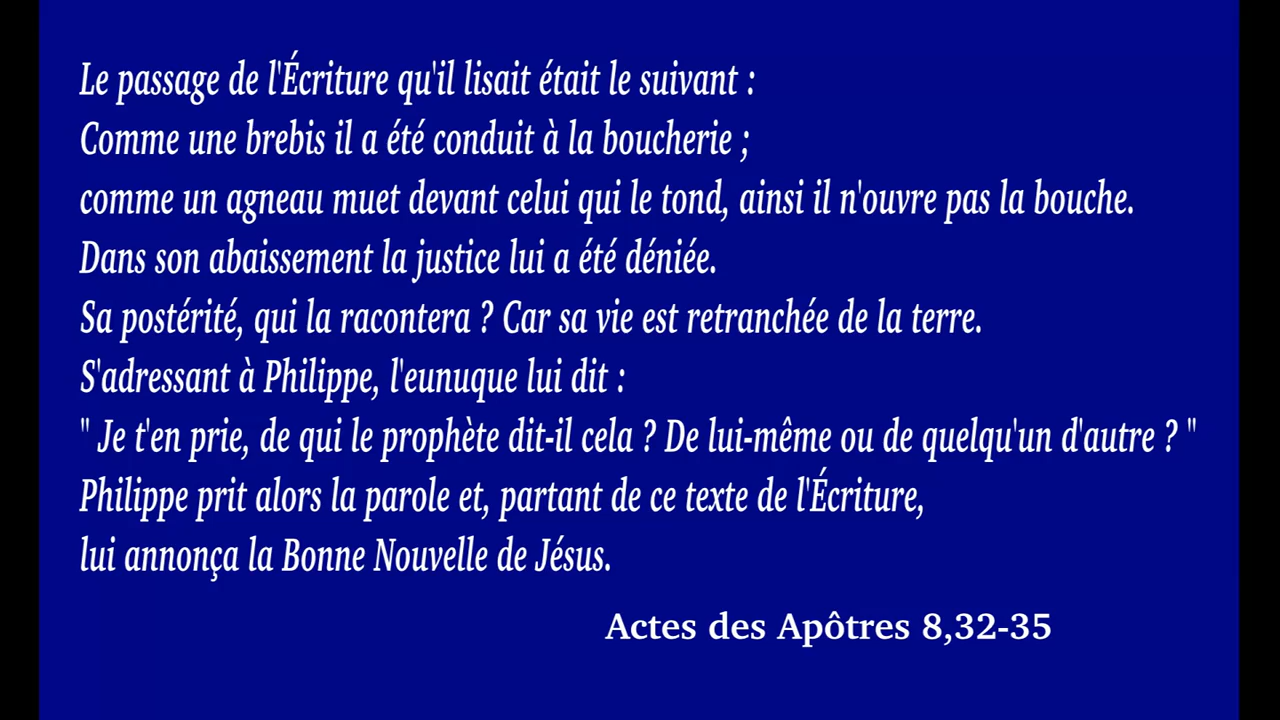 Le passage de l'Écriture qu'il lisait était le suivant :
Comme une brebis il a été conduit à la boucherie ;
comme un agneau muet devant celui qui le tond, ainsi il n'ouvre pas la bouche.
Dans son abaissement la justice lui a été déniée.
Sa postérité, qui la racontera ? Car sa vie est retranchée de la terre.
S'adressant à Philippe, l'eunuque lui dit :
" Je t'en prie, de qui le prophète dit-il cela ? De lui-même ou de quelqu'un d'autre ? "
Philippe prit alors la parole et, partant de ce texte de l'Écriture,
lui annonça la Bonne Nouvelle de Jésus.
Actes des Apôtres 8,32-35